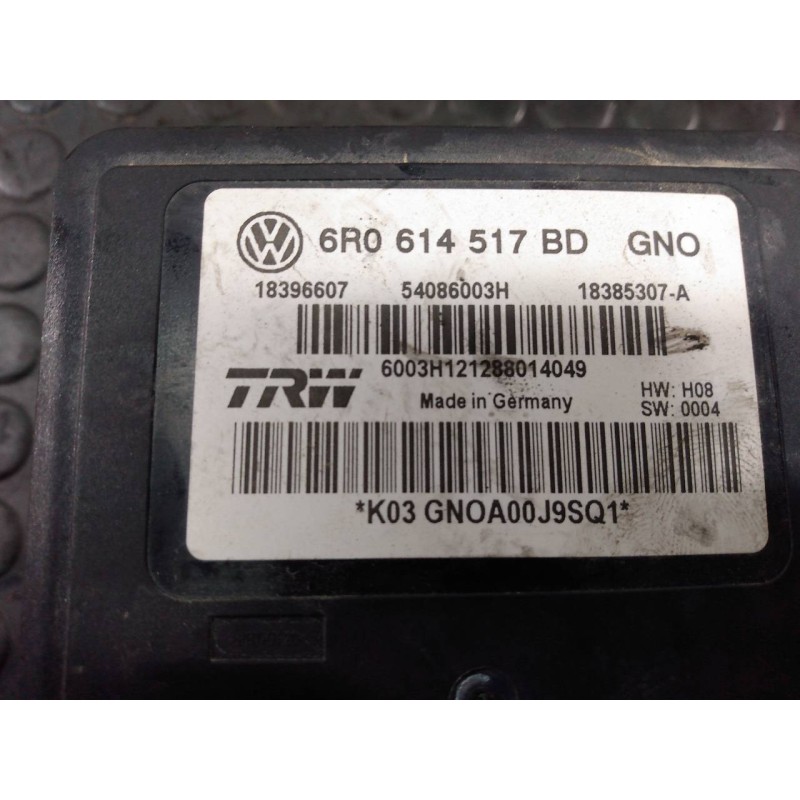 6R0 614 517 BD GNO
18396607 54086003H 18385307-A
6003H121288014049
TRW Made in Germany HW: H08
SW: 0004
*K03 GNOA00J9SQ1*